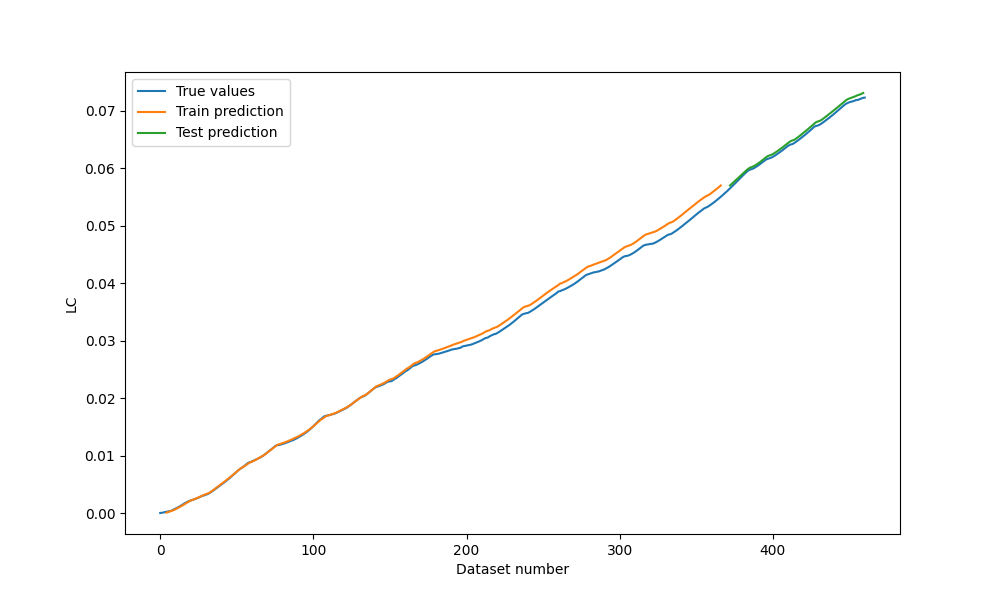 True values
Train prediction
Test prediction
LC
0.07
0.06
0.05
0.04
0.03
0.02
0.01
0.00
0 100 200 300 400
Dataset number